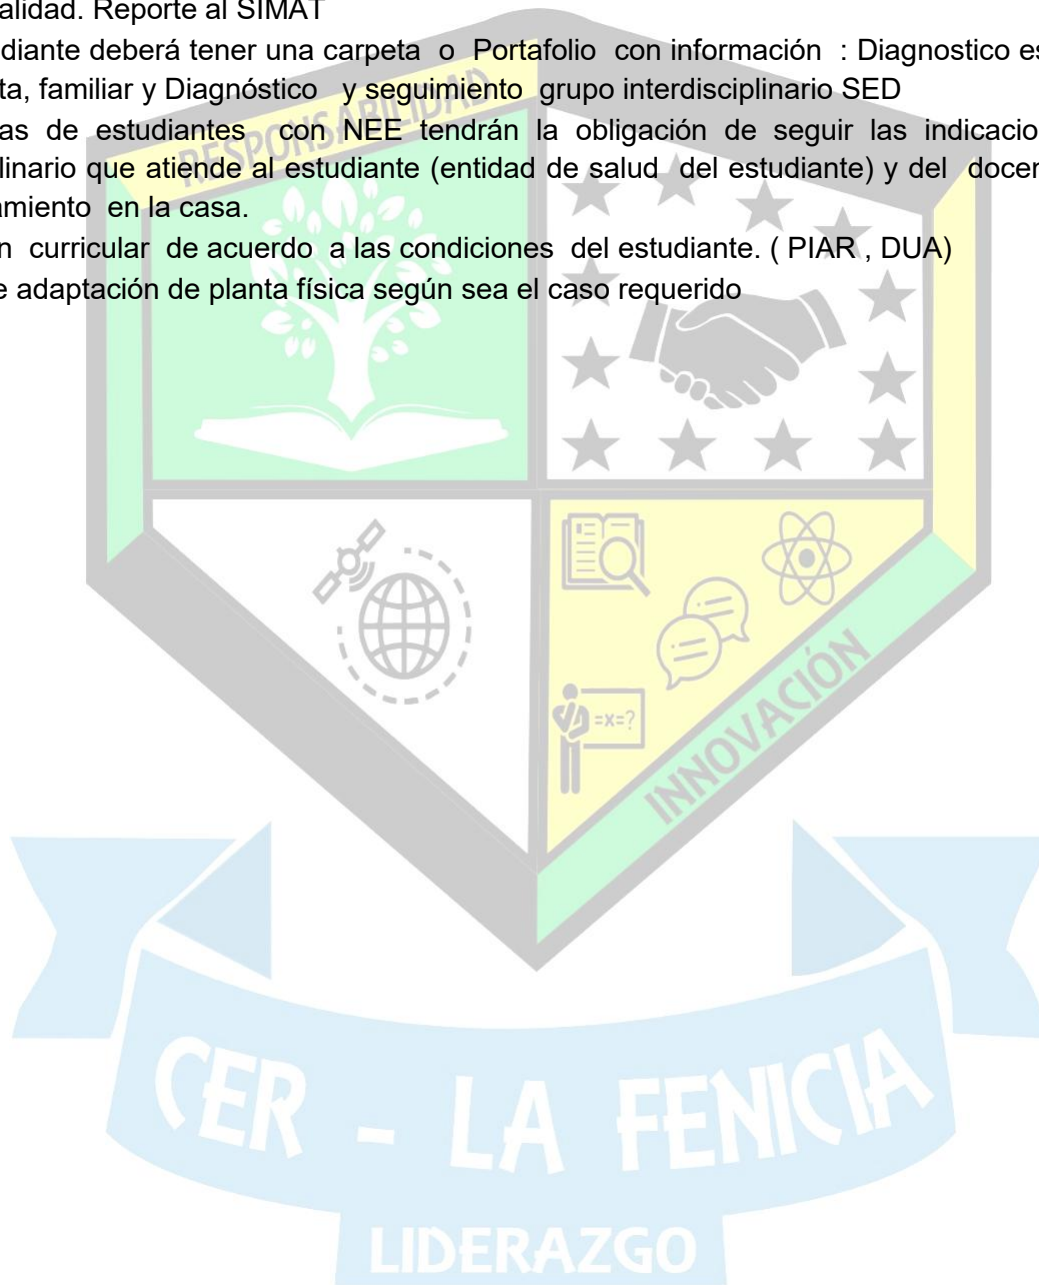 alidad. Reporte al SIMAT
diante deberá tener una carpeta o Portafolio con información : Diagnostico es
ta, familiar y Diagnóstico y seguimiento grupo interdisciplinario SED
as de estudiantes con NEE tendrán la obligación de seguir las indicacio
linario que atiende al estudiante (entidad de salud del estudiante) y del docer
amiento en la casa.
n curricular de acuerdo a las condiciones del estudiante. ( PIAR , DUA)
e adaptación de planta física según sea el caso requerido
RESPONSABILIDAD
=x=?
INNOVACIÓN
CER - LA FENICIA
LIDERAZGO